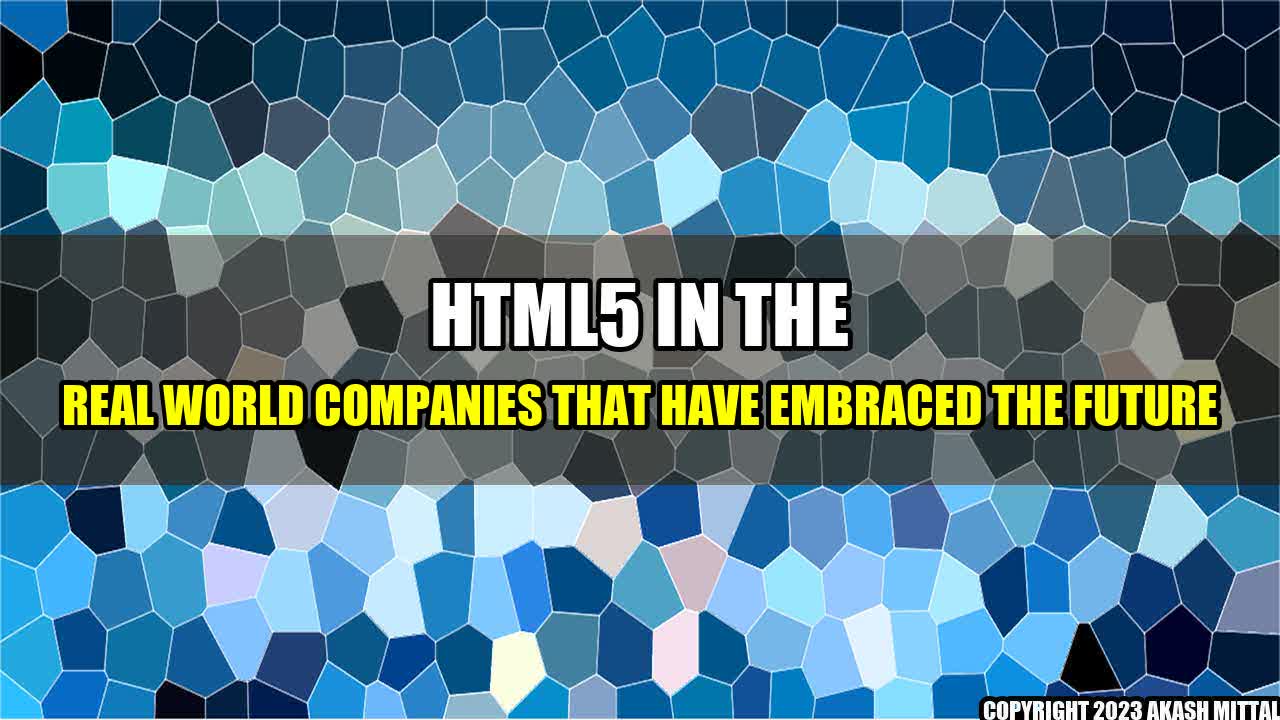 HTML5 IN THE
REAL WORLD COMPANIES THAT HAVE EMBRACED THE FUTURE
COPYRIGHT 2023 AKASH MITTAL